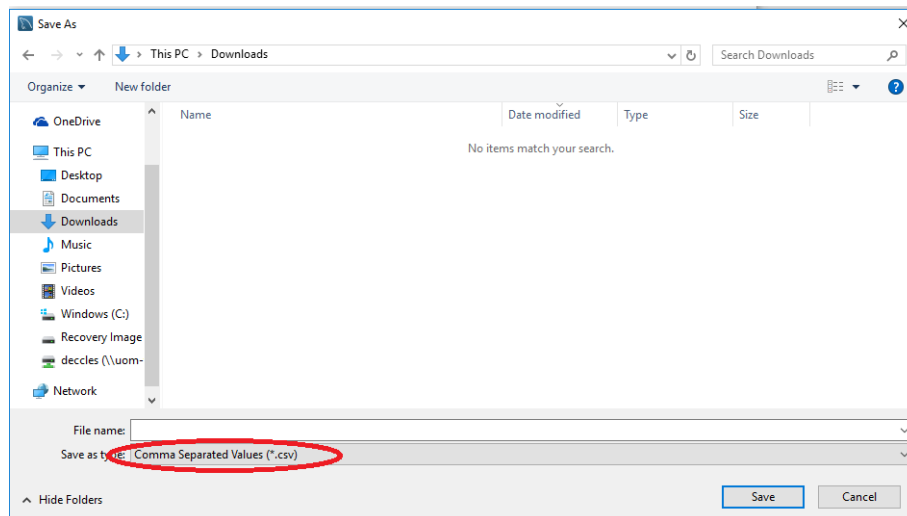 Save As
This PC > Downloads
Search Downloads
Organize
New folder
?
Name
Date modified
Type
Size
No items match your search.
OneDrive
This PC
Desktop
Documents
Downloads
Music
Pictures
Videos
Windows (C:)
Recovery Image
deccles (\\uom-
Network
File name:
Save as type: Comma Separated Values (*.csv)
Hide Folders
Save
Cancel